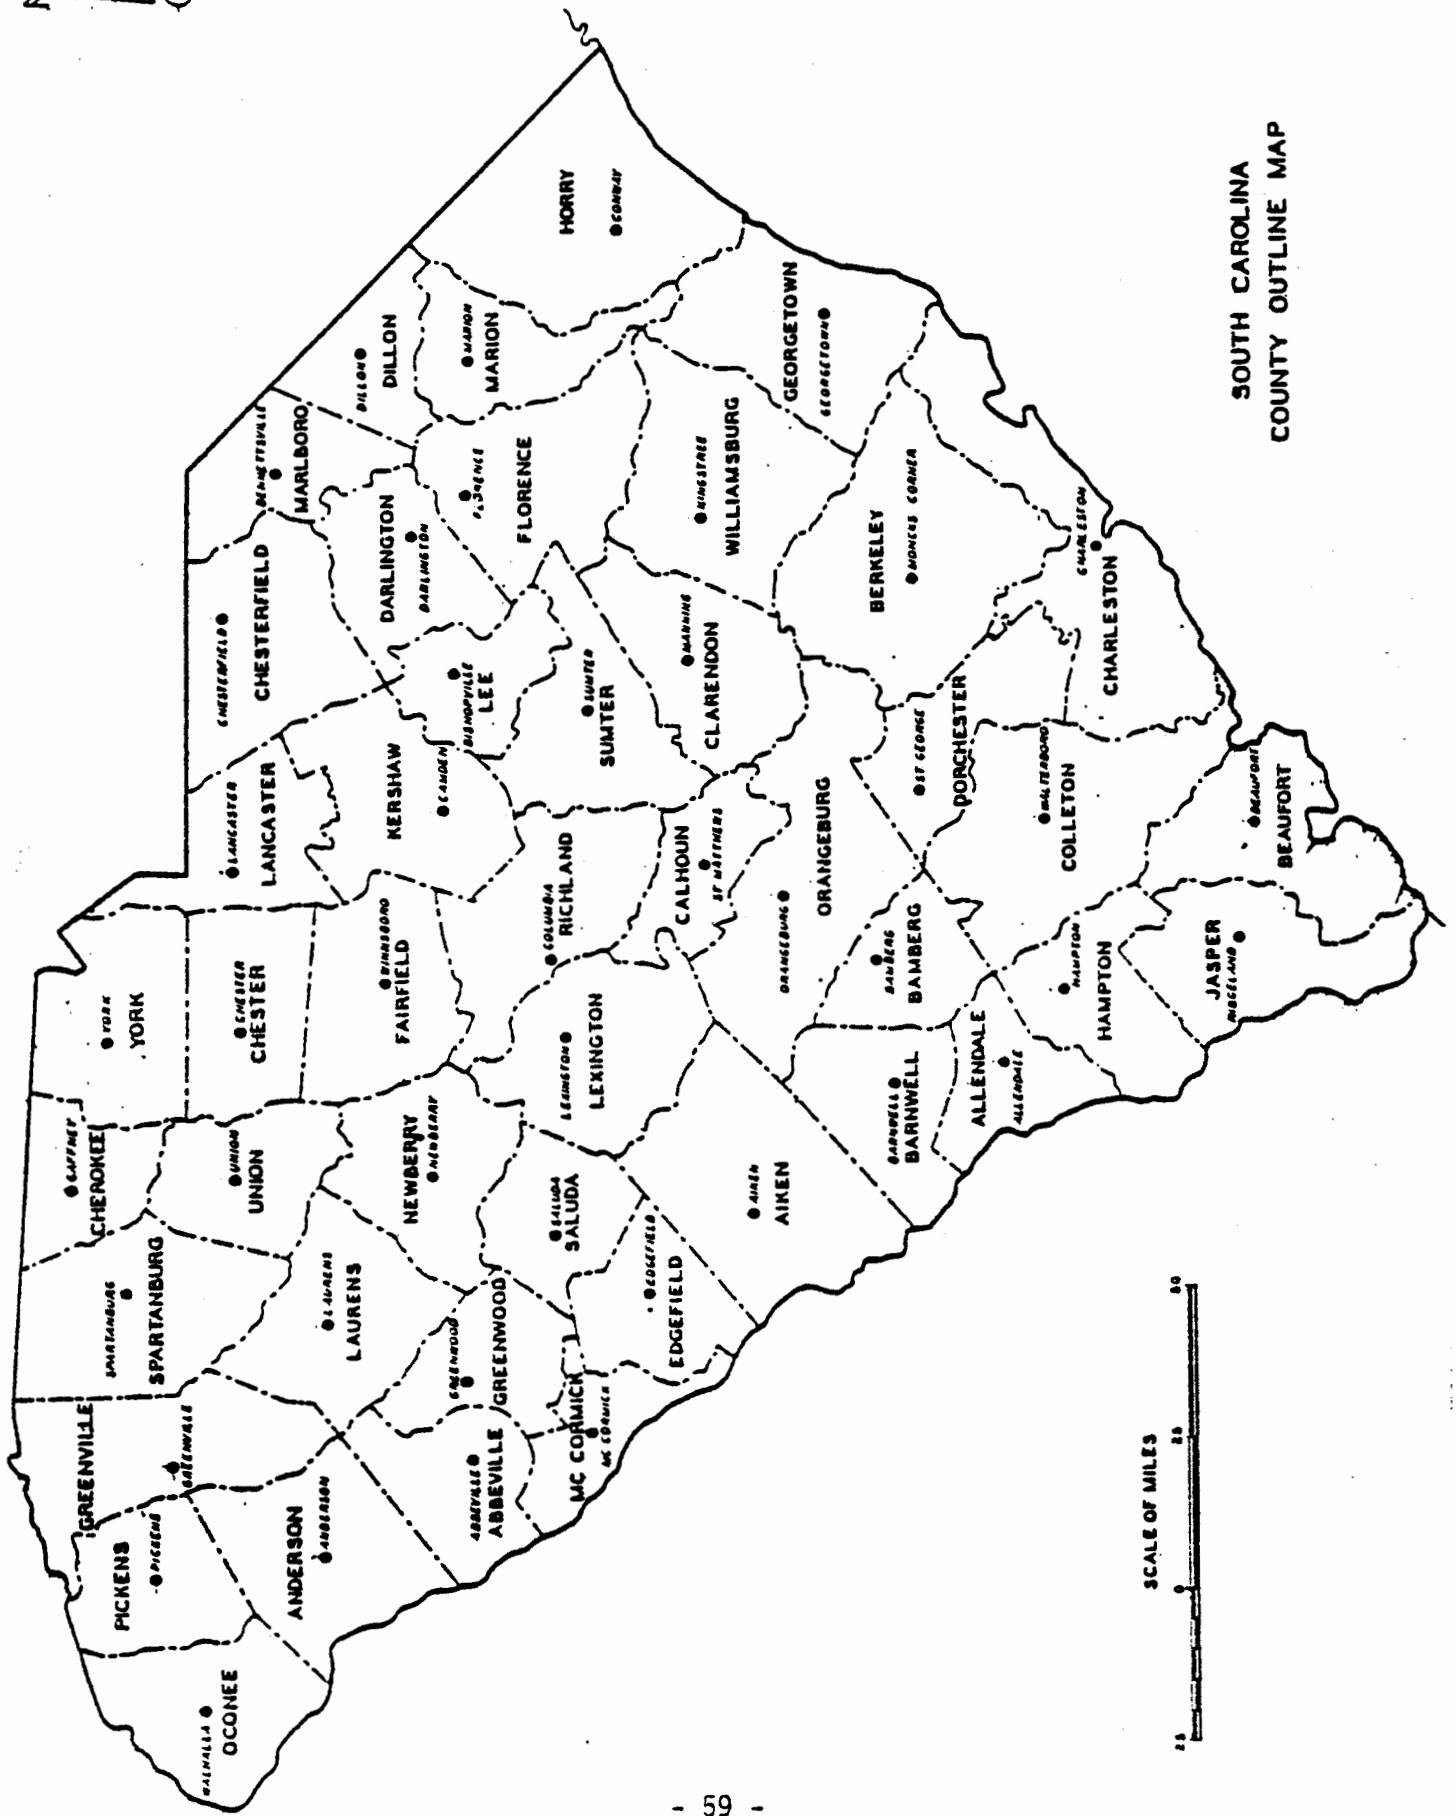 SOUTH CAROLINA
COUNTY OUTLINE MAP
OCONEE
WALHALLA
PICKENS
PICKENS
GREENVILLE
GREENVILLE
ANDERSON
ANDERSON
SPARTANBURG
SPARTANBURG
CHEROKEE
GAFFNEY
YORK
YORK
UNION
UNION
CHESTER
CHESTER
LAURENS
LAURENS
ABBEVILLE
ABBEVILLE
GREENWOOD
GREENWOOD
MC CORMICK
MC CORMICK
EDGEFIELD
EDGEFIELD
SALUDA
SALUDA
NEWBERRY
NEWBERRY
FAIRFIELD
WINNSBORO
LANCASTER
LANCASTER
CHESTERFIELD
CHESTERFIELD
KERSHAW
CAMDEN
LEXINGTON
LEXINGTON
COLUMBIA
RICHLAND
AIKEN
AIKEN
BARNWELL
BARNWELL
ALLENDALE
ALLENDALE
BAMBERG
BAMBERG
ORANGEBURG
ORANGEBURG
CALHOUN
ST MATTHEWS
SUMTER
SUMTER
BISHOPVILLE
LEE
DARLINGTON
DARLINGTON
BENNETTSVILLE
MARLBORO
DILLON
DILLON
MARION
MARION
FLORENCE
FLORENCE
HORRY
CONWAY
GEORGETOWN
GEORGETOWN
KINGSTREE
WILLIAMSBURG
MANNING
CLARENDON
BERKELEY
MONCKS CORNER
CHARLESTON
CHARLESTON
ST GEORGE
DORCHESTER
WALTERBORO
COLLETON
HAMPTON
HAMPTON
JASPER
RIDGELAND
BEAUFORT
BEAUFORT
SCALE OF MILES
25 0 25 50
- 59 -